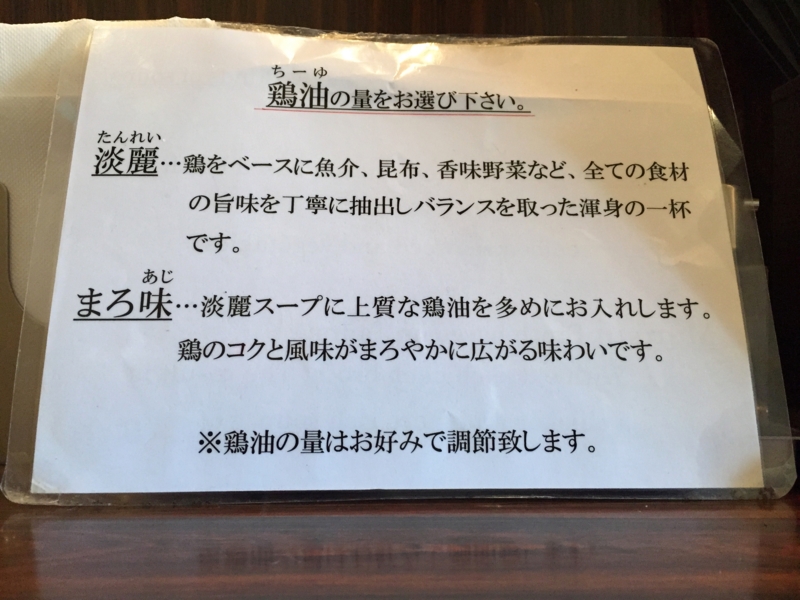 ちーゆ
鶏油の量をお選び下さい。
たんれい
淡麗…鶏をベースに魚介、昆布、香味野菜など、全ての食材
の旨味を丁寧に抽出しバランスを取った渾身の一杯
です。
あじ
まろ味…淡麗スープに上質な鶏油を多めにお入れします。
鶏のコクと風味がまろやかに広がる味わいです。
※鶏油の量はお好みで調節致します。